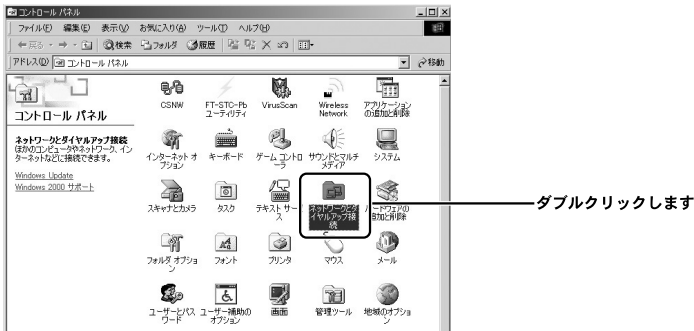 コントロール パネル
ファイル(F) 編集(E) 表示(V) お気に入り(A) ツール(T) ヘルプ(H)
戻る 検索 フォルダ 履歴
アドレス(D) コントロール パネル 移動
コントロール パネル
ネットワークとダイヤルアップ接続
ほかのコンピュータやネットワーク、イン
ターネットなどに接続できます。
Windows Update
Windows 2000 サポート
CSNW
FT-STC-Pb
ユーティリティ
VirusScan
Wireless
Network
アプリケーション
の追加と削除
インターネット オ
プション
キーボード
ゲーム コントロ
ーラ
サウンドとマルチ
メディア
システム
スキャナとカメラ
タスク
テキスト サービ
ス
ネットワークとダ
イヤルアップ接
続
ードウェアの
追加と削除
フォルダ オプショ
ン
フォント
プリンタ
マウス
メール
ユーザーとパス
ワード
ユーザー補助の
オプション
画面
管理ツール
地域のオプショ
ン
ダブルクリックします